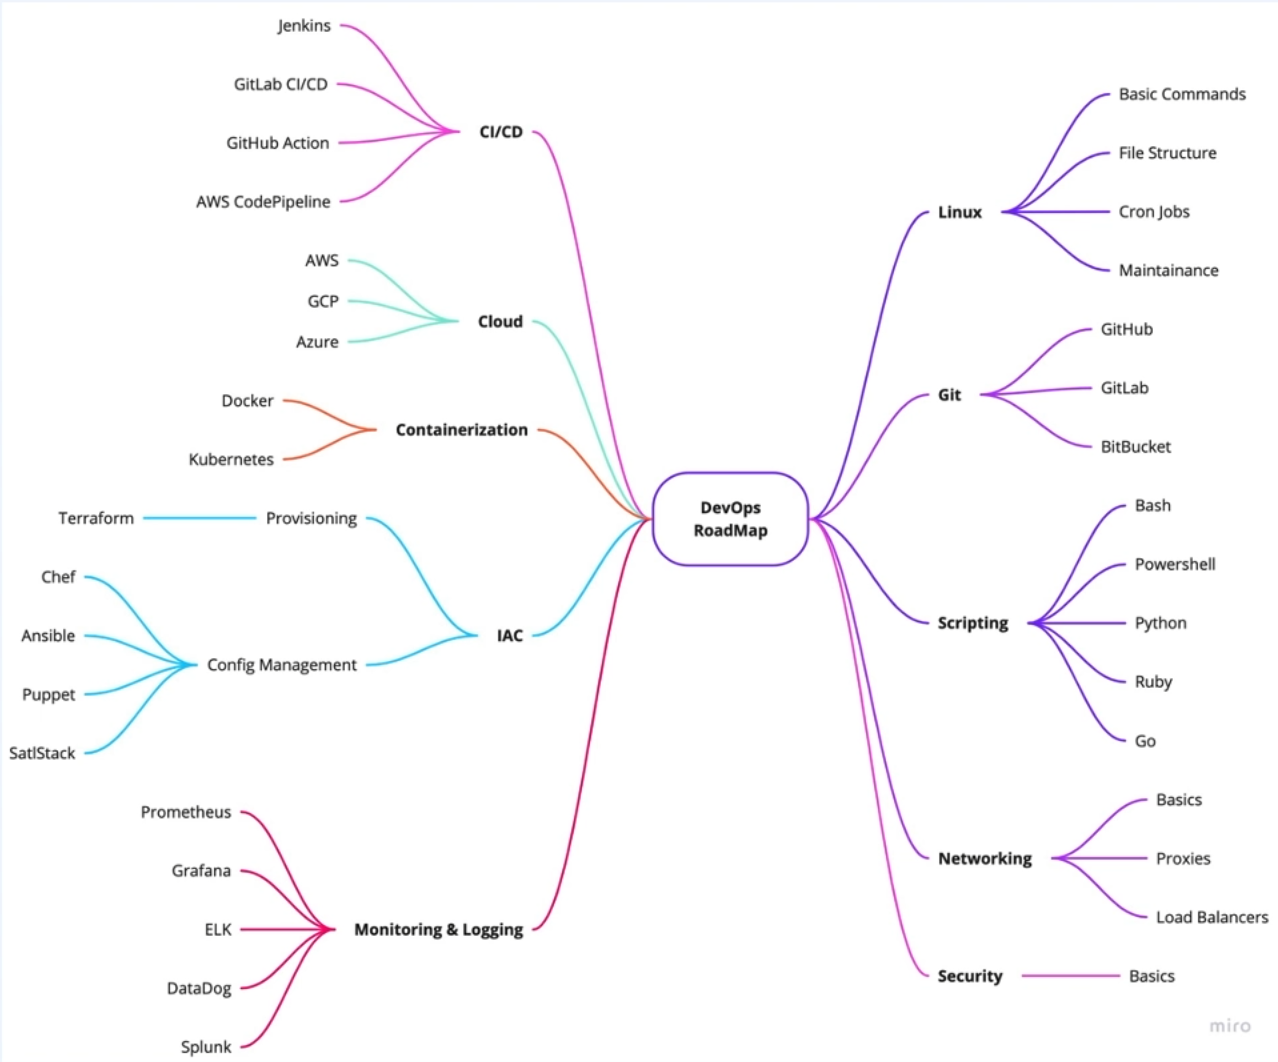 DevOps
RoadMap
CI/CD
Jenkins
GitLab CI/CD
GitHub Action
AWS CodePipeline
Cloud
AWS
GCP
Azure
Containerization
Docker
Kubernetes
IAC
Provisioning
Terraform
Config Management
Chef
Ansible
Puppet
SatlStack
Monitoring & Logging
Prometheus
Grafana
ELK
DataDog
Splunk
Linux
Basic Commands
File Structure
Cron Jobs
Maintainance
Git
GitHub
GitLab
BitBucket
Scripting
Bash
Powershell
Python
Ruby
Go
Networking
Basics
Proxies
Load Balancers
Security
Basics
miro